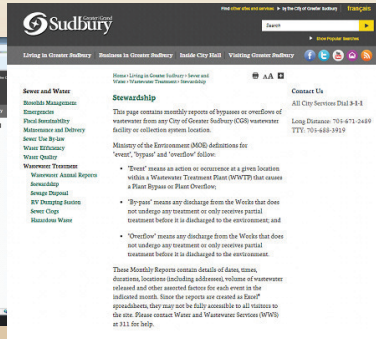 Find other sites and services by the City of Greater Sudbury français
Greater | Grand
Sudbury
Search
Show Popular Searches
Living in Greater Sudbury Business in Greater Sudbury Inside City Hall Visiting Greater Sudbury
Home › Living in Greater Sudbury › Sewer and
Water › Wastewater Treatment › Stewardship
AA
Sewer and Water
Biosolids Management
Emergencies
Fiscal Sustainability
Maintenance and Delivery
Sewer Use By-law
Water Efficiency
Water Quality
Wastewater Treatment
Wastewater Annual Reports
Stewardship
Sewage Disposal
RV Dumping Station
Sewer Clogs
Hazardous Water
Stewardship
This page contains monthly reports of bypasses or overflows of
wastewater from any City of Greater Sudbury (CGS) wastewater
facility or collection system location.
Ministry of the Environment (MOE) definitions for
"event", "bypass" and "overflow" follow:
• "Event" means an action or occurrence at a given location
within a Wastewater Treatment Plant (WWTP) that causes
a Plant Bypass or Plant Overflow;
• "By-pass" means any discharge from the Works that does
not undergo any treatment or only receives partial
treatment before it is discharged to the environment; and
• "Overflow" means any discharge from the Works that does
not undergo any treatment or only receives partial
treatment before it is discharged to the environment.
These Monthly Reports contain details of dates, times,
durations, locations (including addresses), volume of wastewater
released and other assorted factors for each event in the
indicated month. Since the reports are created as Excel®
spreadsheets, they may not be fully accessible to all visitors to
the site. Please contact Water and Wastewater Services (WWS)
at 311 for help.
Contact Us
All City Services Dial 3-1-1
Long Distance: 705-671-2489
TTY: 705-688-3919